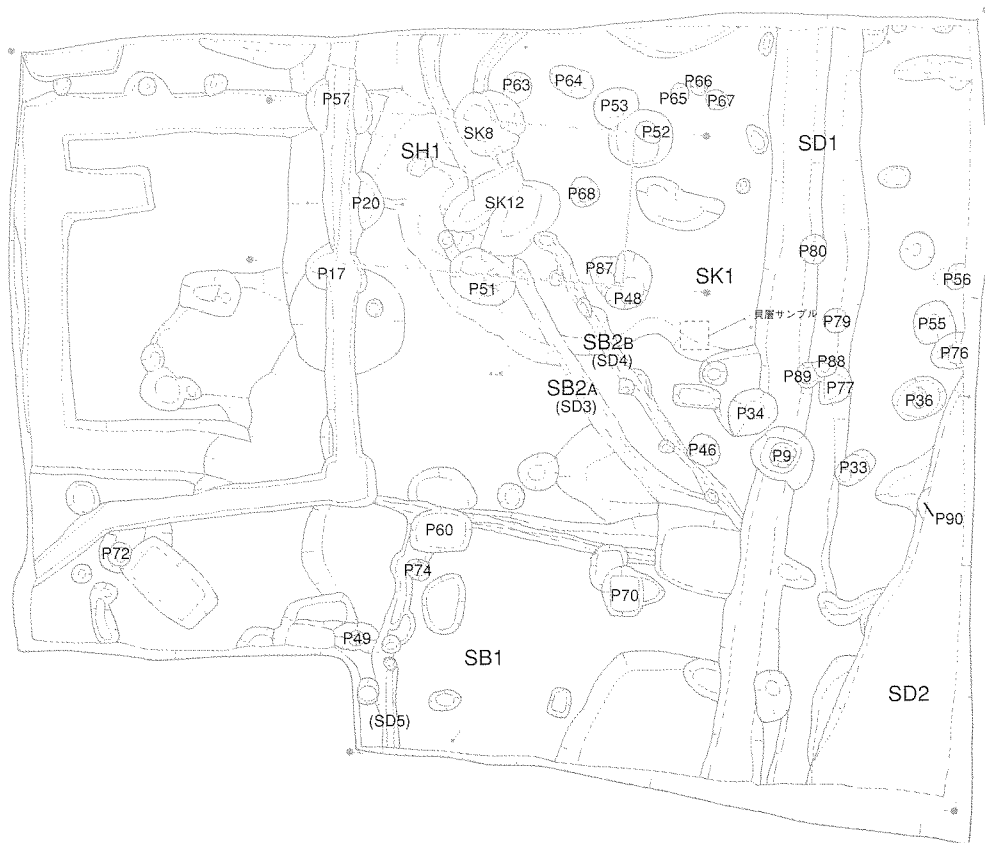 P63
P64
P66
P65
P67
P57
P53
P52
SK8
SD1
SH1
P68
SK12
P20
P80
P17
P87
SK1
P56
P51
P48
貝層サンプル
P79
P55
SB2B
(SD4)
P76
P88
P89
P77
SB2A
(SD3)
P36
P34
P46
P9
P33
P90
P60
P72
P74
P70
P49
SB1
SD2
(SD5)